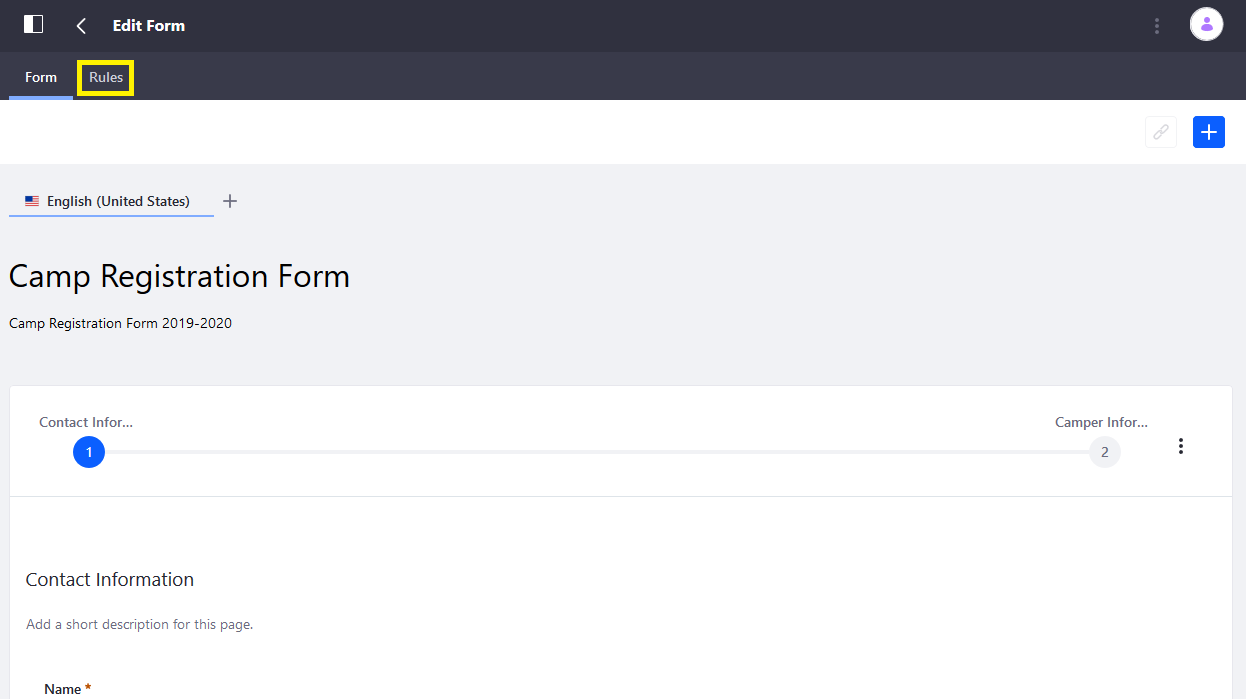 Edit Form
Form Rules
English (United States)
Camp Registration Form
Camp Registration Form 2019-2020
Contact Infor... Camper Infor...
1 2
Contact Information
Add a short description for this page.
Name *